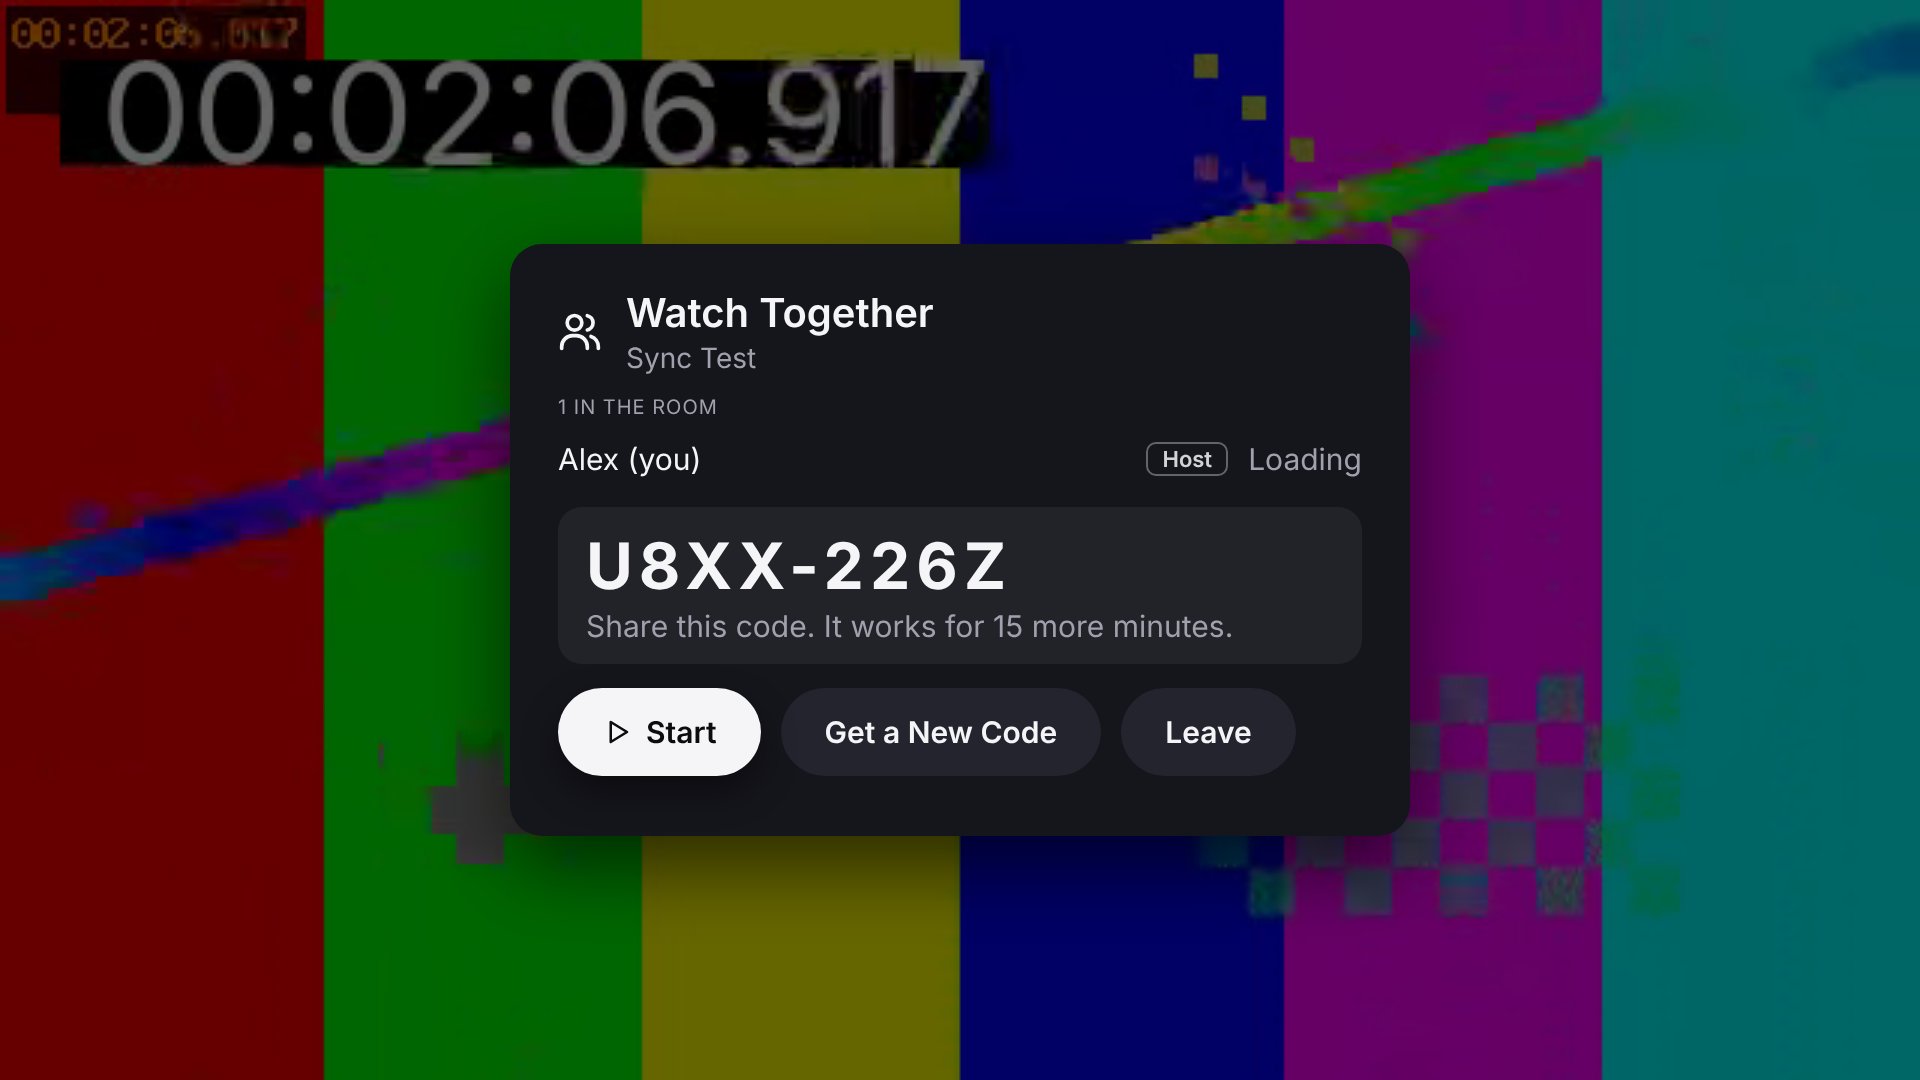 00:02:06.917
Watch Together
Sync Test
1 IN THE ROOM
Alex (you)
Host
Loading
U8XX-226Z
Share this code. It works for 15 more minutes.
Start
Get a New Code
Leave